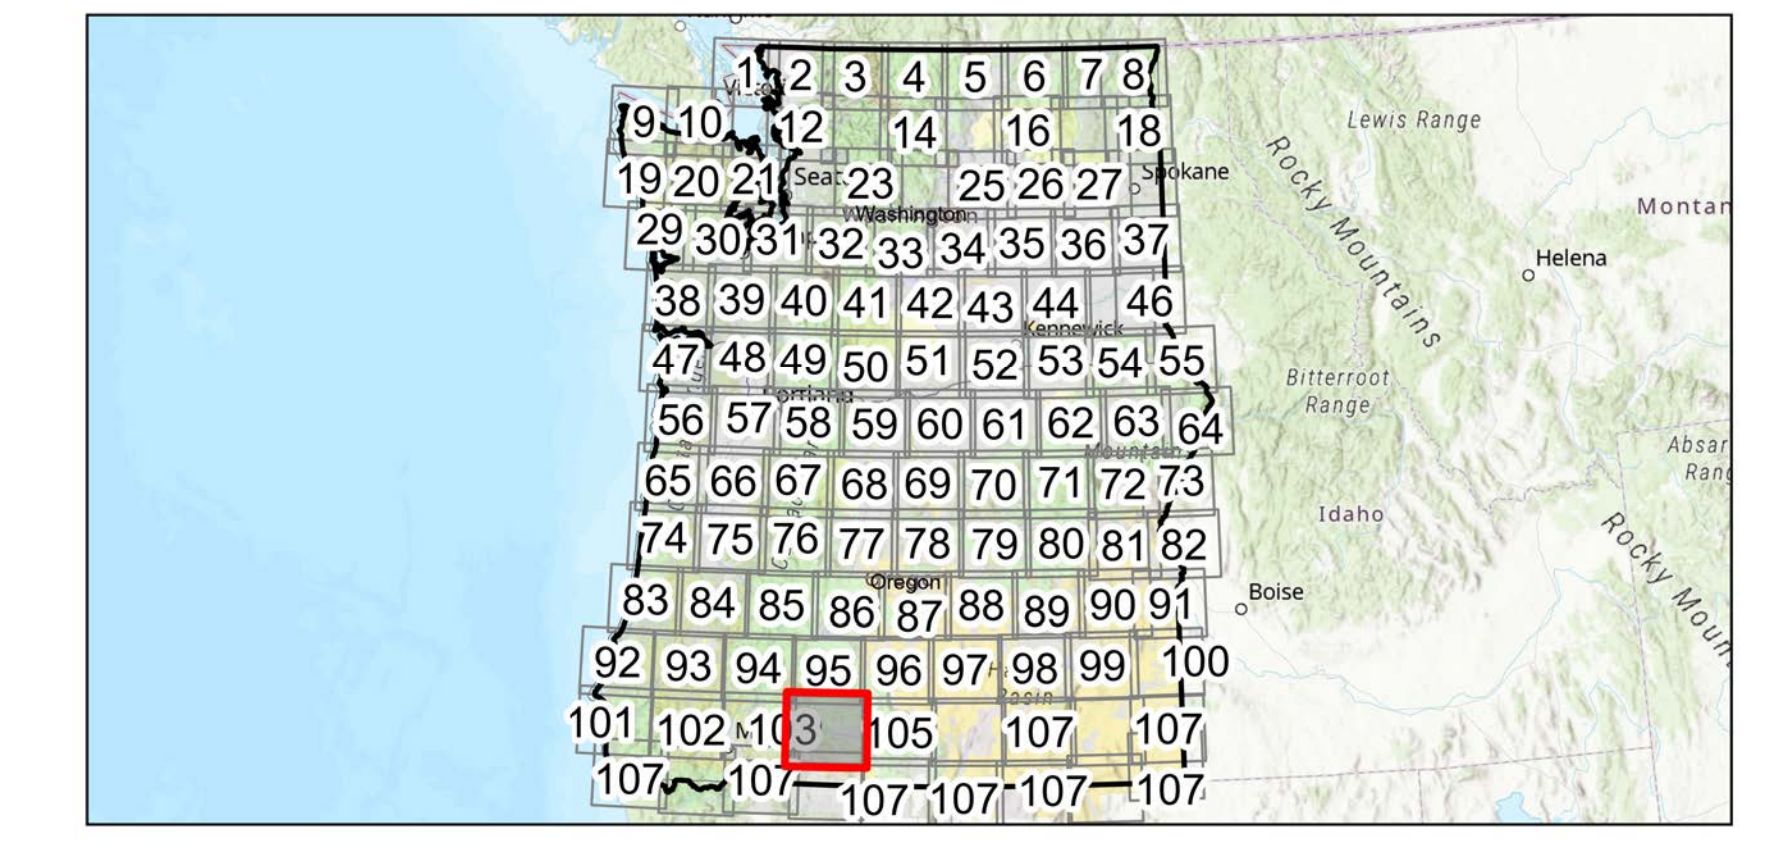 1 2 3 4 5 6 7 8
Lewis Range
9 10 12 14 16 18
Rocky Mountains
19 20 21 Seat 23 25 26 27 Spokane
Montan
Washington
29 30 31 32 33 34 35 36 37
Helena
38 39 40 41 42 43 44 46
Kennewick
47 48 49 50 51 52 53 54 55
Bitterroot
Range
Portland
56 57 58 59 60 61 62 63 64
Mountain
Absar
Rang
65 66 67 68 69 70 71 72 73
Idaho
74 75 76 77 78 79 80 81 82
Rocky Moun
Oregon
Boise
83 84 85 86 87 88 89 90 91
92 93 94 95 96 97 98 99 100
Basin
101 102 M 103 105 107 107
107 107 107 107 107 107